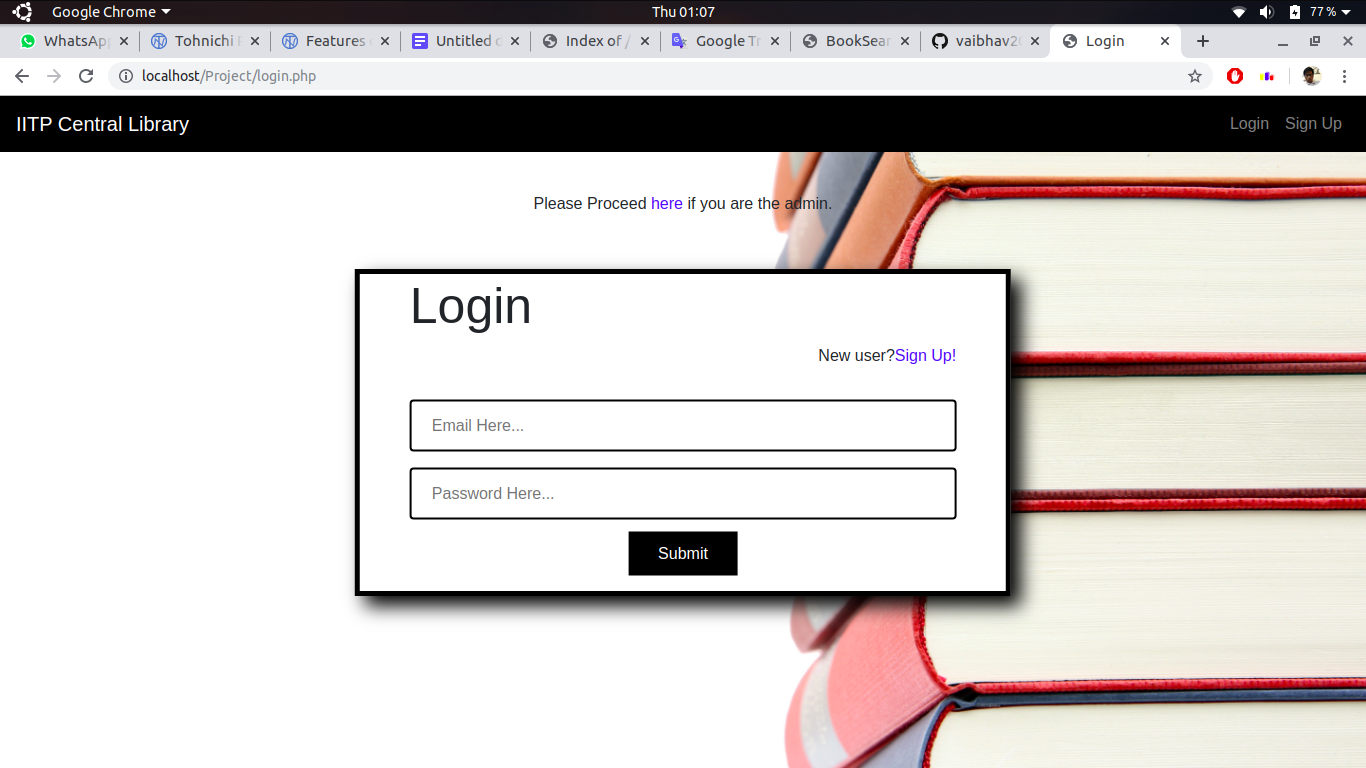 Google Chrome
Thu 01:07
77 %
WhatsAp
Tohnichi
Features
Untitled d
Index of /
Google Tr
BookSear
vaibhav20
Login
localhost/Project/login.php
IITP Central Library
Login
Sign Up
Please Proceed here if you are the admin.
Login
New user?Sign Up!
Email Here...
Password Here...
Submit